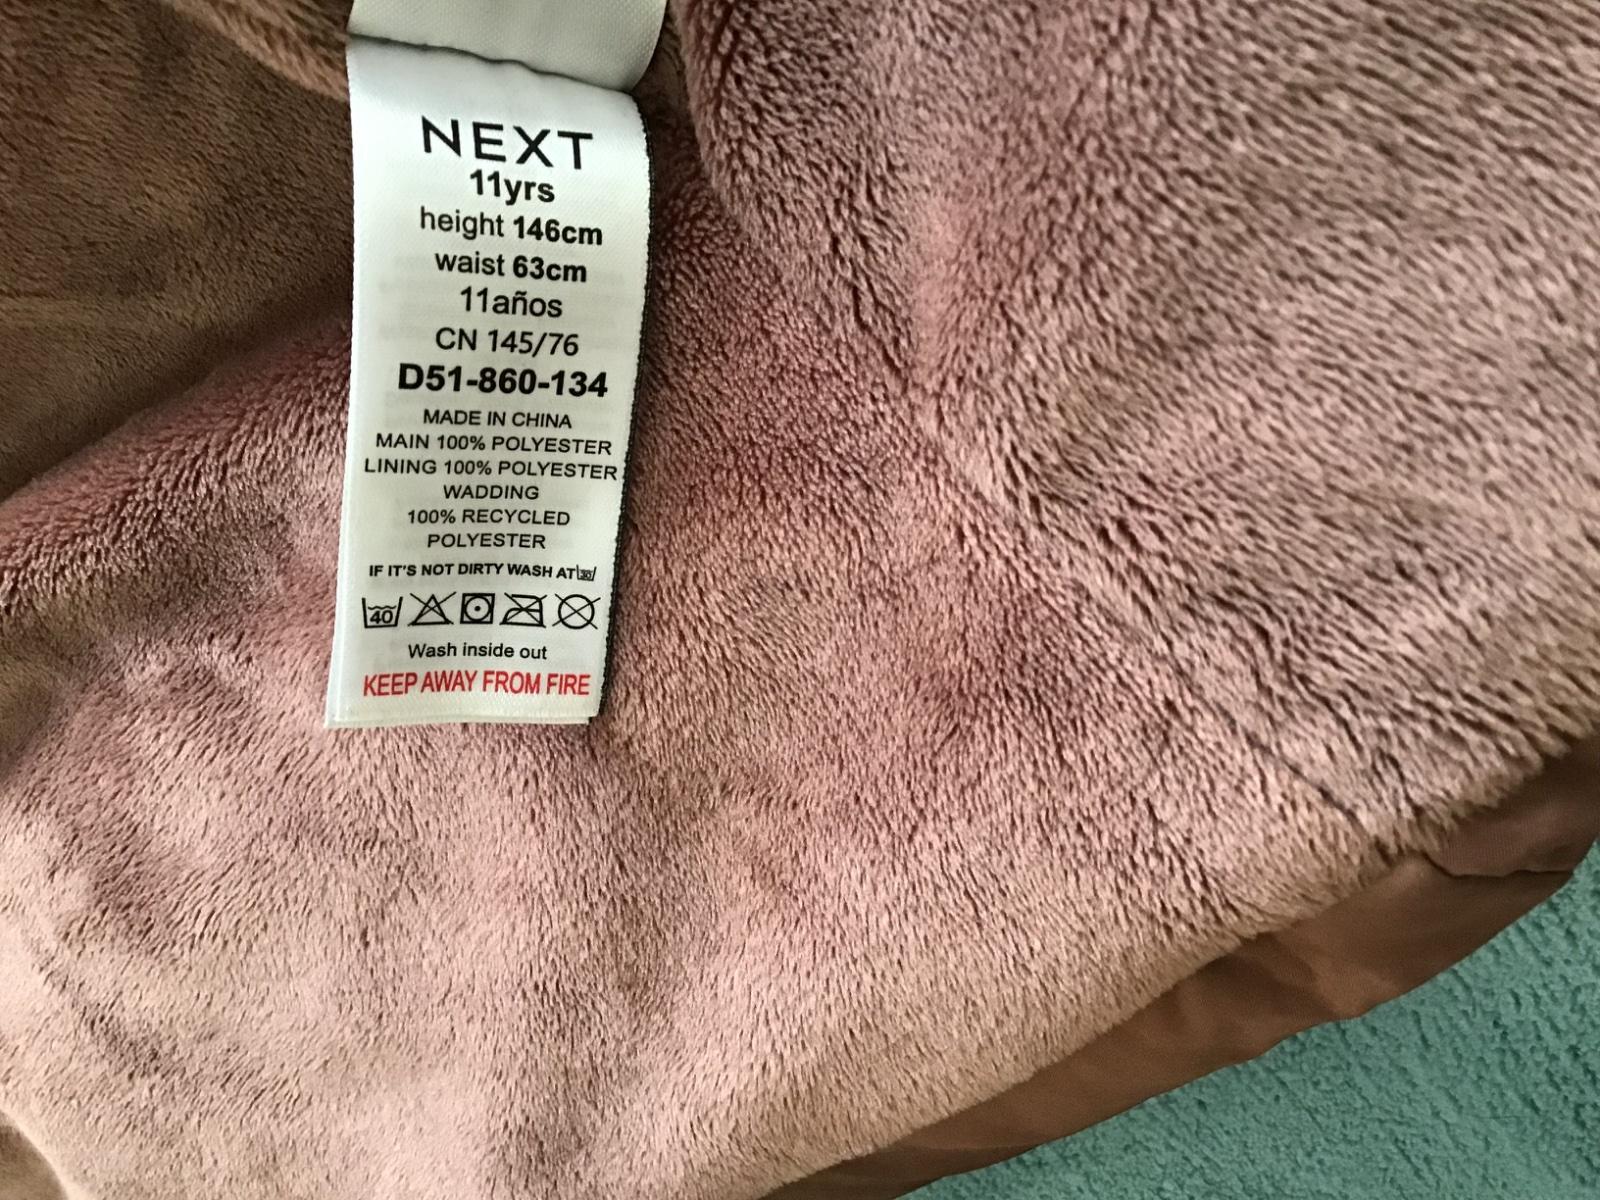 NEXT
11yrs
height 146cm
waist 63cm
11años
CN 145/76
D51-860-134
MADE IN CHINA
MAIN 100% POLYESTER
LINING 100% POLYESTER
WADDING
100% RECYCLED
POLYESTER
IF IT'S NOT DIRTY WASH AT 30
40
Wash inside out
KEEP AWAY FROM FIRE